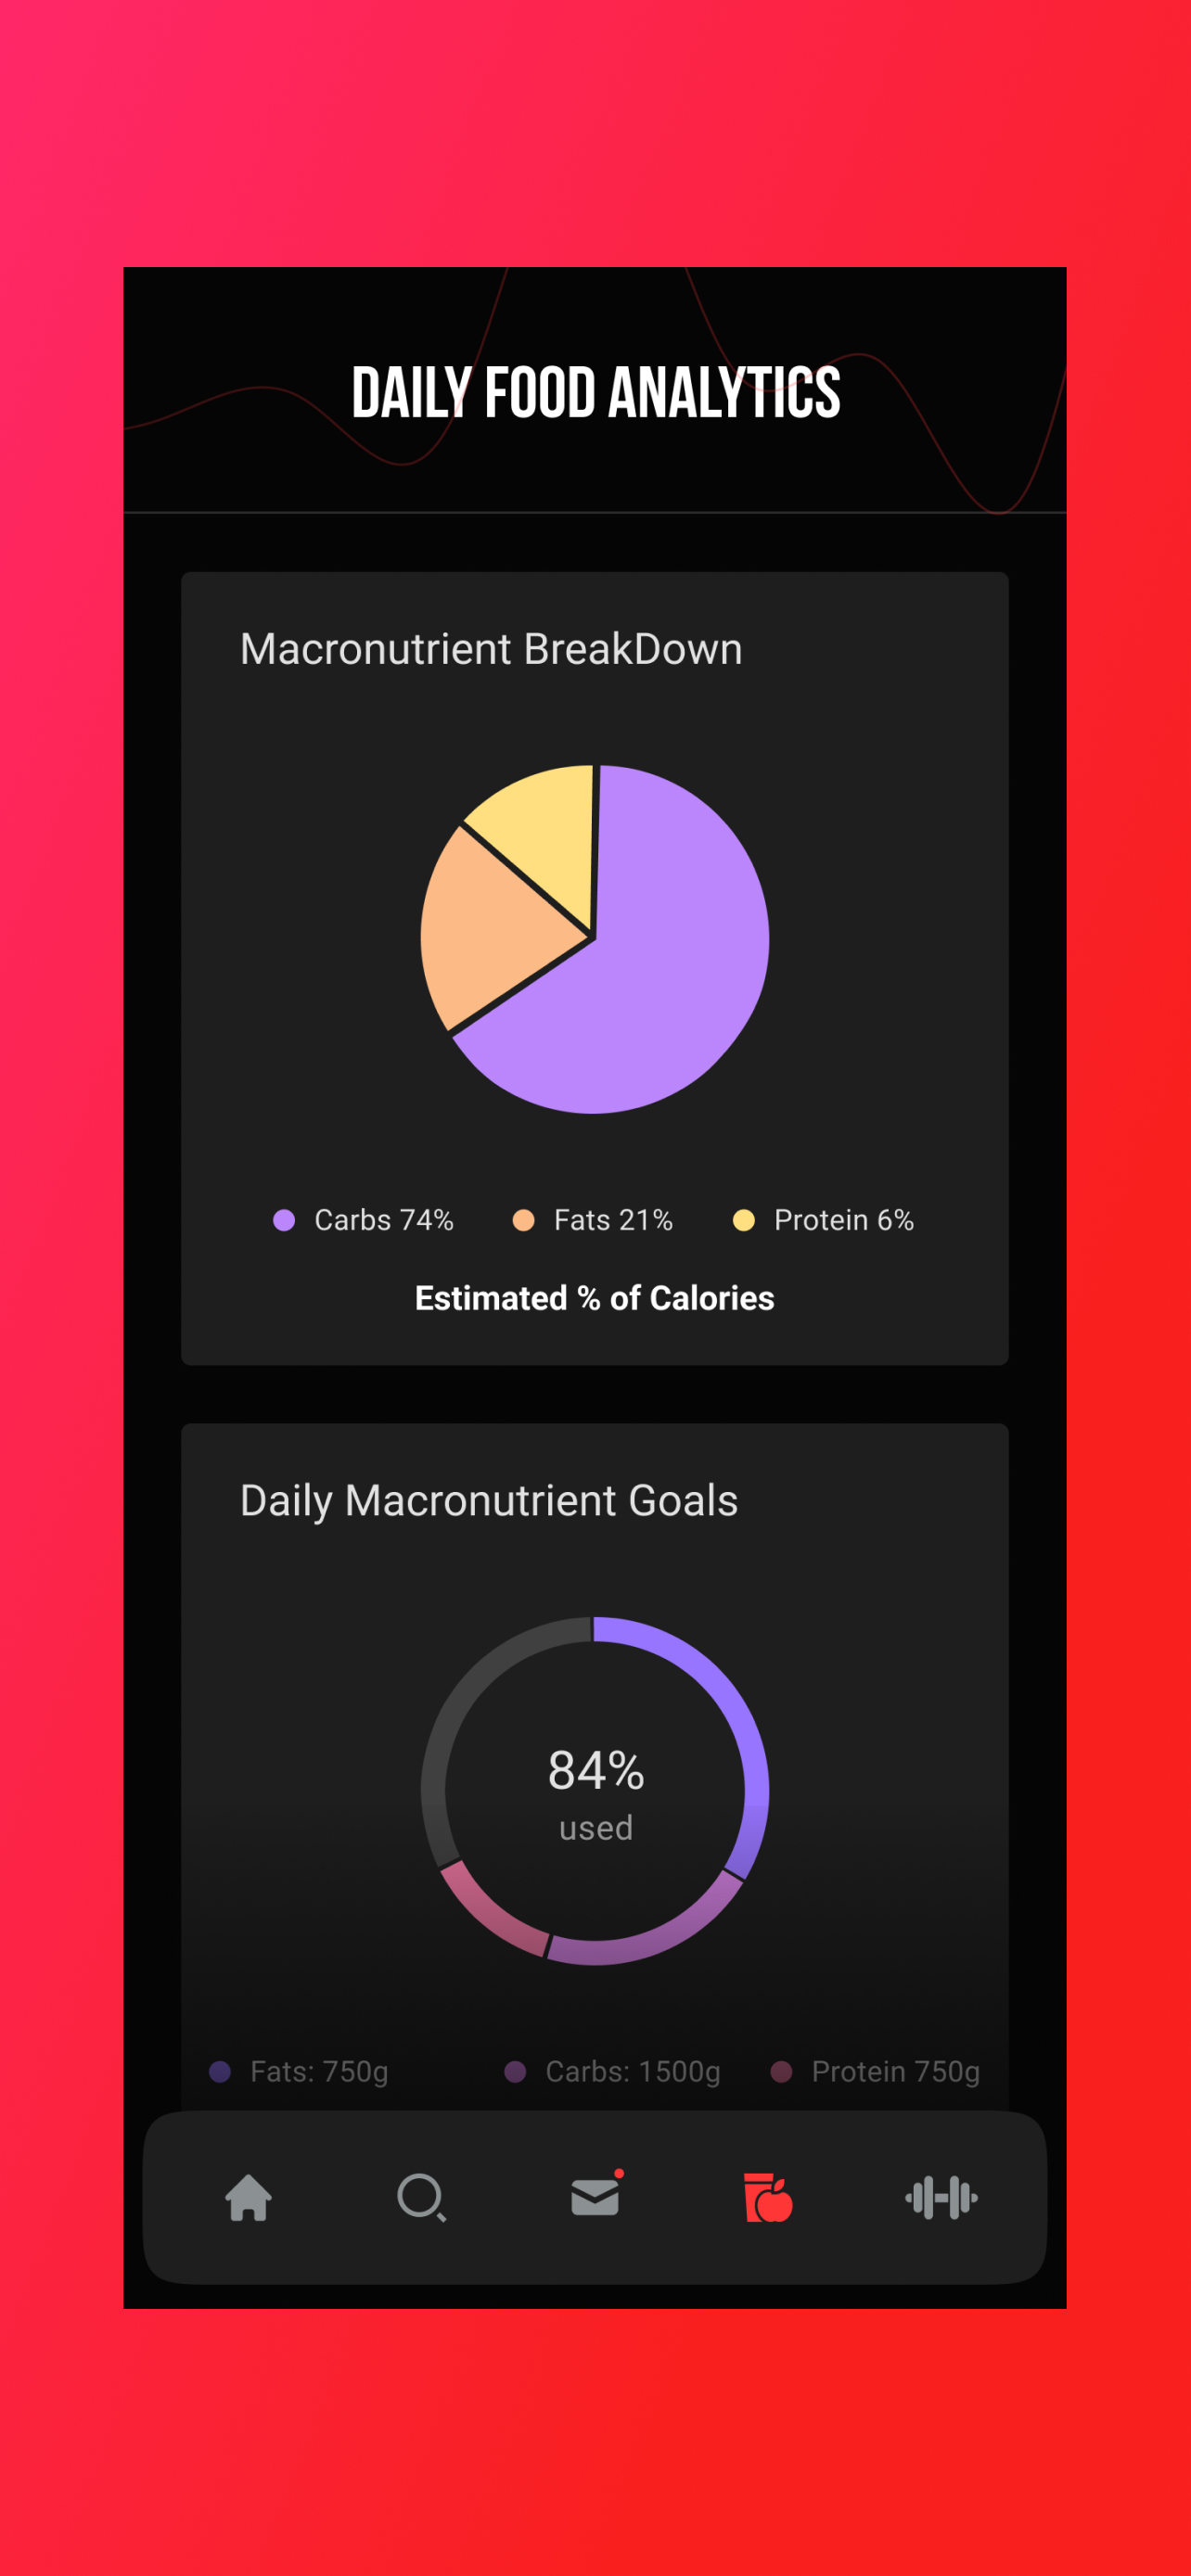 DAILY FOOD ANALYTICS
Macronutrient BreakDown
Carbs 74% Fats 21% Protein 6%
Estimated % of Calories
Daily Macronutrient Goals
84%
used
Fats: 750g Carbs: 1500g Protein 750g